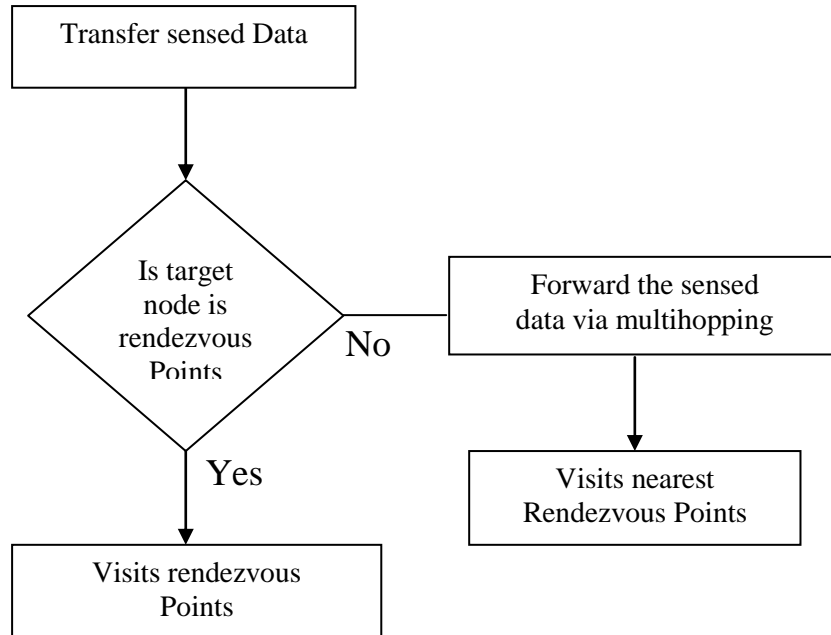 Transfer sensed Data
Is target
node is
rendezvous
Points
No
Forward the sensed
data via multihopping
Yes
Visits nearest
Rendezvous Points
Visits rendezvous
Points